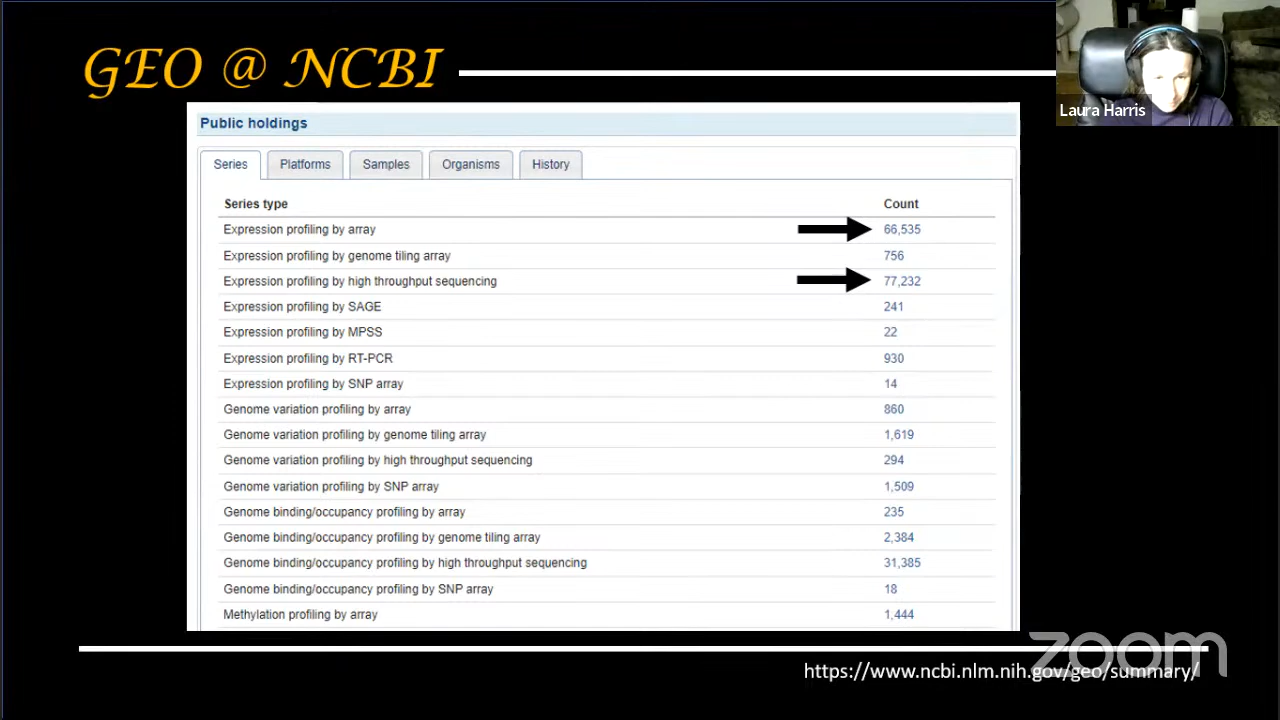 GEO @ NCBI
Laura Harris
Public holdings
Series Platforms Samples Organisms History
Series type Count
Expression profiling by array 66,535
Expression profiling by genome tiling array 756
Expression profiling by high throughput sequencing 77,232
Expression profiling by SAGE 241
Expression profiling by MPSS 22
Expression profiling by RT-PCR 930
Expression profiling by SNP array 14
Genome variation profiling by array 860
Genome variation profiling by genome tiling array 1,619
Genome variation profiling by high throughput sequencing 294
Genome variation profiling by SNP array 1,509
Genome binding/occupancy profiling by array 235
Genome binding/occupancy profiling by genome tiling array 2,384
Genome binding/occupancy profiling by high throughput sequencing 31,385
Genome binding/occupancy profiling by SNP array 18
Methylation profiling by array 1,444
zoom
https://www.ncbi.nlm.nih.gov/geo/summary/